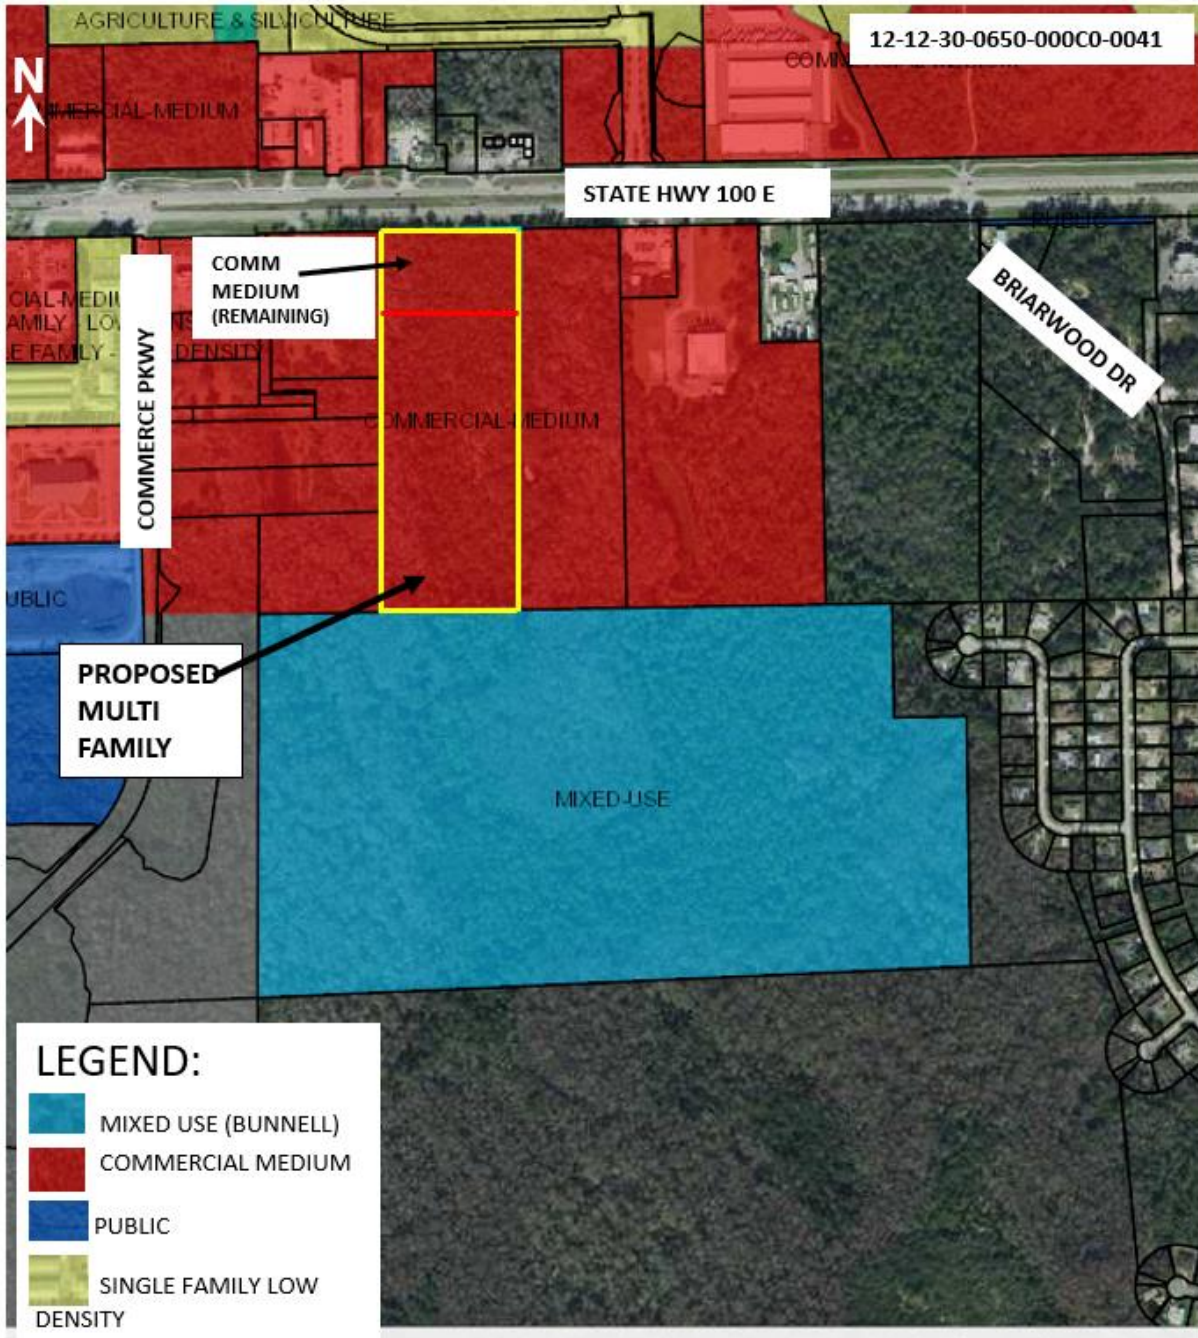 AGRICULTURE & SILVICULTURE
12-12-30-0650-000C0-0041
N
COMMERCIAL-MEDIUM
STATE HWY 100 E
PUBLIC
COMM
MEDIUM
(REMAINING)
BRIARWOOD DR
COMMERCE PKWY
DENSITY
COMMERCIAL-MEDIUM
UBLIC
PROPOSED
MULTI
FAMILY
MIXED-USE
LEGEND:
MIXED USE (BUNNELL)
COMMERCIAL MEDIUM
PUBLIC
SINGLE FAMILY LOW
DENSITY